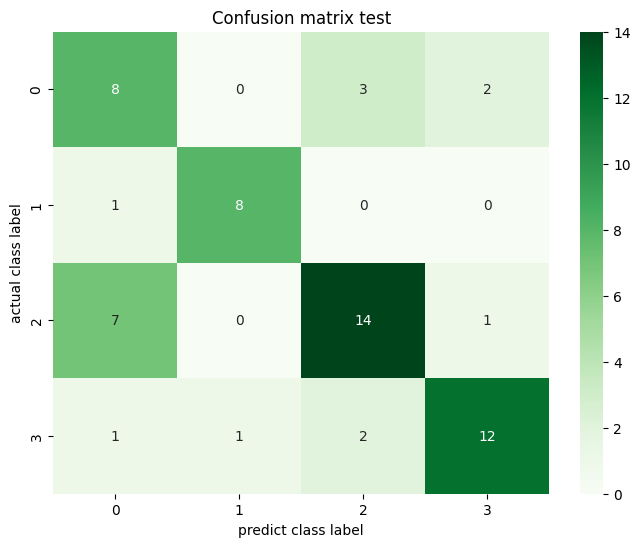 Confusion matrix test
actual class label
0 8 0 3 2
1 1 8 0 0
2 7 0 14 1
3 1 1 2 12
0 1 2 3
predict class label
14
12
10
8
6
4
2
0